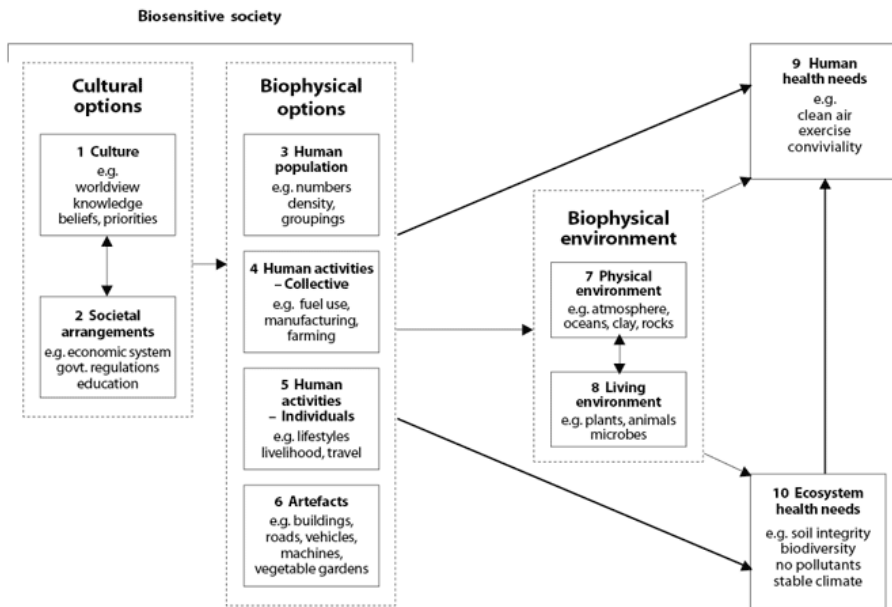 Biosensitive society
Cultural
options
1 Culture
e.g.
worldview
knowledge
beliefs, priorities
2 Societal
arrangements
e.g. economic system
govt. regulations
education
Biophysical
options
3 Human
population
e.g. numbers
density,
groupings
4 Human activities
– Collective
e.g. fuel use,
manufacturing,
farming
5 Human
activities
– Individuals
e.g. lifestyles
livelihood, travel
6 Artefacts
e.g. buildings,
roads, vehicles,
machines,
vegetable gardens
Biophysical
environment
7 Physical
environment
e.g. atmosphere,
oceans, clay, rocks
8 Living
environment
e.g. plants, animals
microbes
9 Human
health needs
e.g.
clean air
exercise
conviviality
10 Ecosystem
health needs
e.g. soil integrity
biodiversity
no pollutants
stable climate